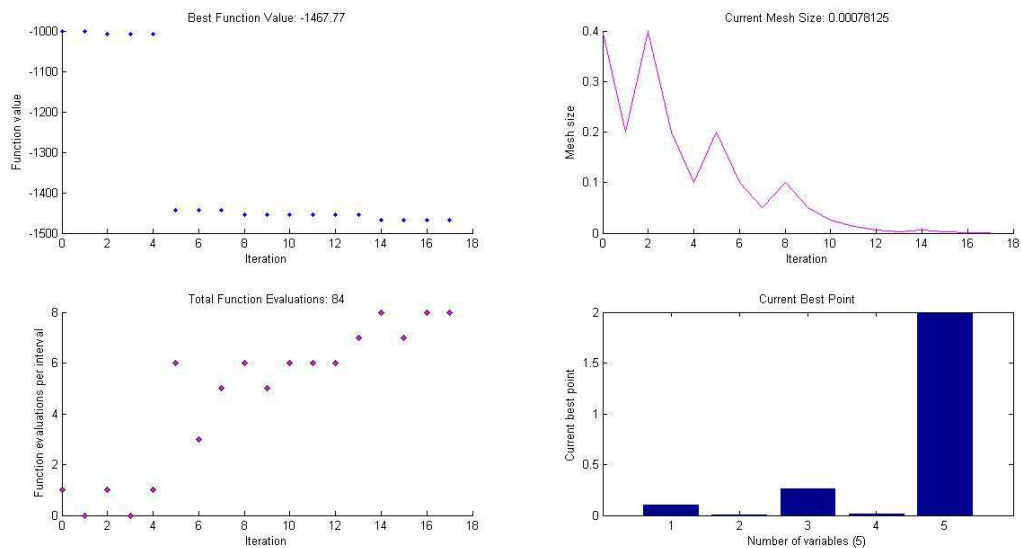 Best Function Value: -1467.77
-1000
-1100
-1200
-1300
-1400
-1500
Function value
0 2 4 6 8 10 12 14 16 18
Iteration
Current Mesh Size: 0.00078125
0.4
0.3
0.2
0.1
0
Mesh size
0 2 4 6 8 10 12 14 16 18
Iteration
Total Function Evaluations: 84
8
6
4
2
0
Function evaluations per interval
0 2 4 6 8 10 12 14 16 18
Iteration
Current Best Point
2
1.5
1
0.5
0
Current best point
1 2 3 4 5
Number of variables (5)